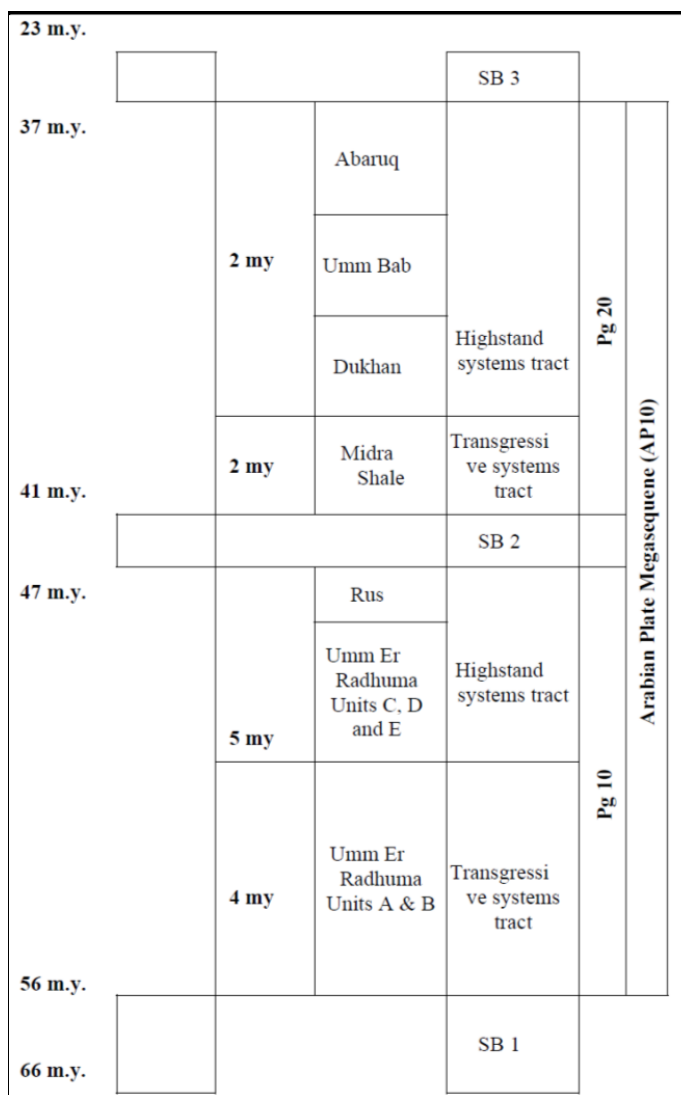 23 m.y.
SB 3
37 m.y.
Abaruq
2 my
Umm Bab
Pg 20
Highstand
systems tract
Dukhan
Arabian Plate Megasequene (AP10)
2 my
Midra
Shale
Transgressi
ve systems
tract
41 m.y.
SB 2
47 m.y.
Rus
Umm Er
Radhuma
Units C, D
and E
Highstand
systems tract
5 my
Pg 10
4 my
Umm Er
Radhuma
Units A & B
Transgressi
ve systems
tract
56 m.y.
SB 1
66 m.y.